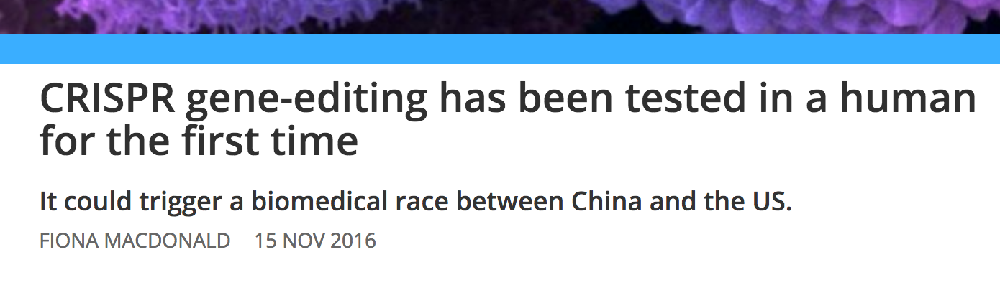 CRISPR gene-editing has been tested in a human
for the first time
It could trigger a biomedical race between China and the US.
FIONA MACDONALD 15 NOV 2016